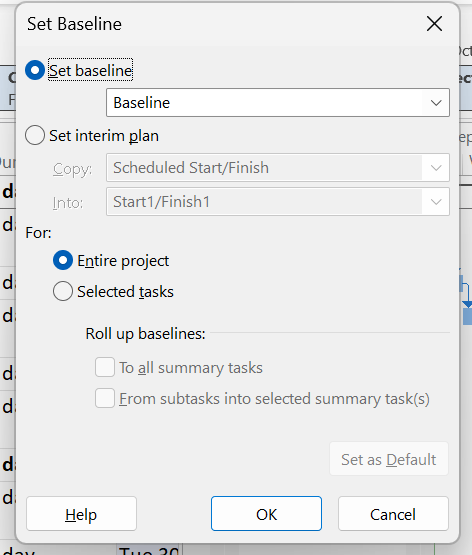 Set Baseline
Set baseline
Baseline
Set interim plan
Copy: Scheduled Start/Finish
Into: Start1/Finish1
For:
Entire project
Selected tasks
Roll up baselines:
To all summary tasks
From subtasks into selected summary task(s)
Set as Default
Help OK Cancel